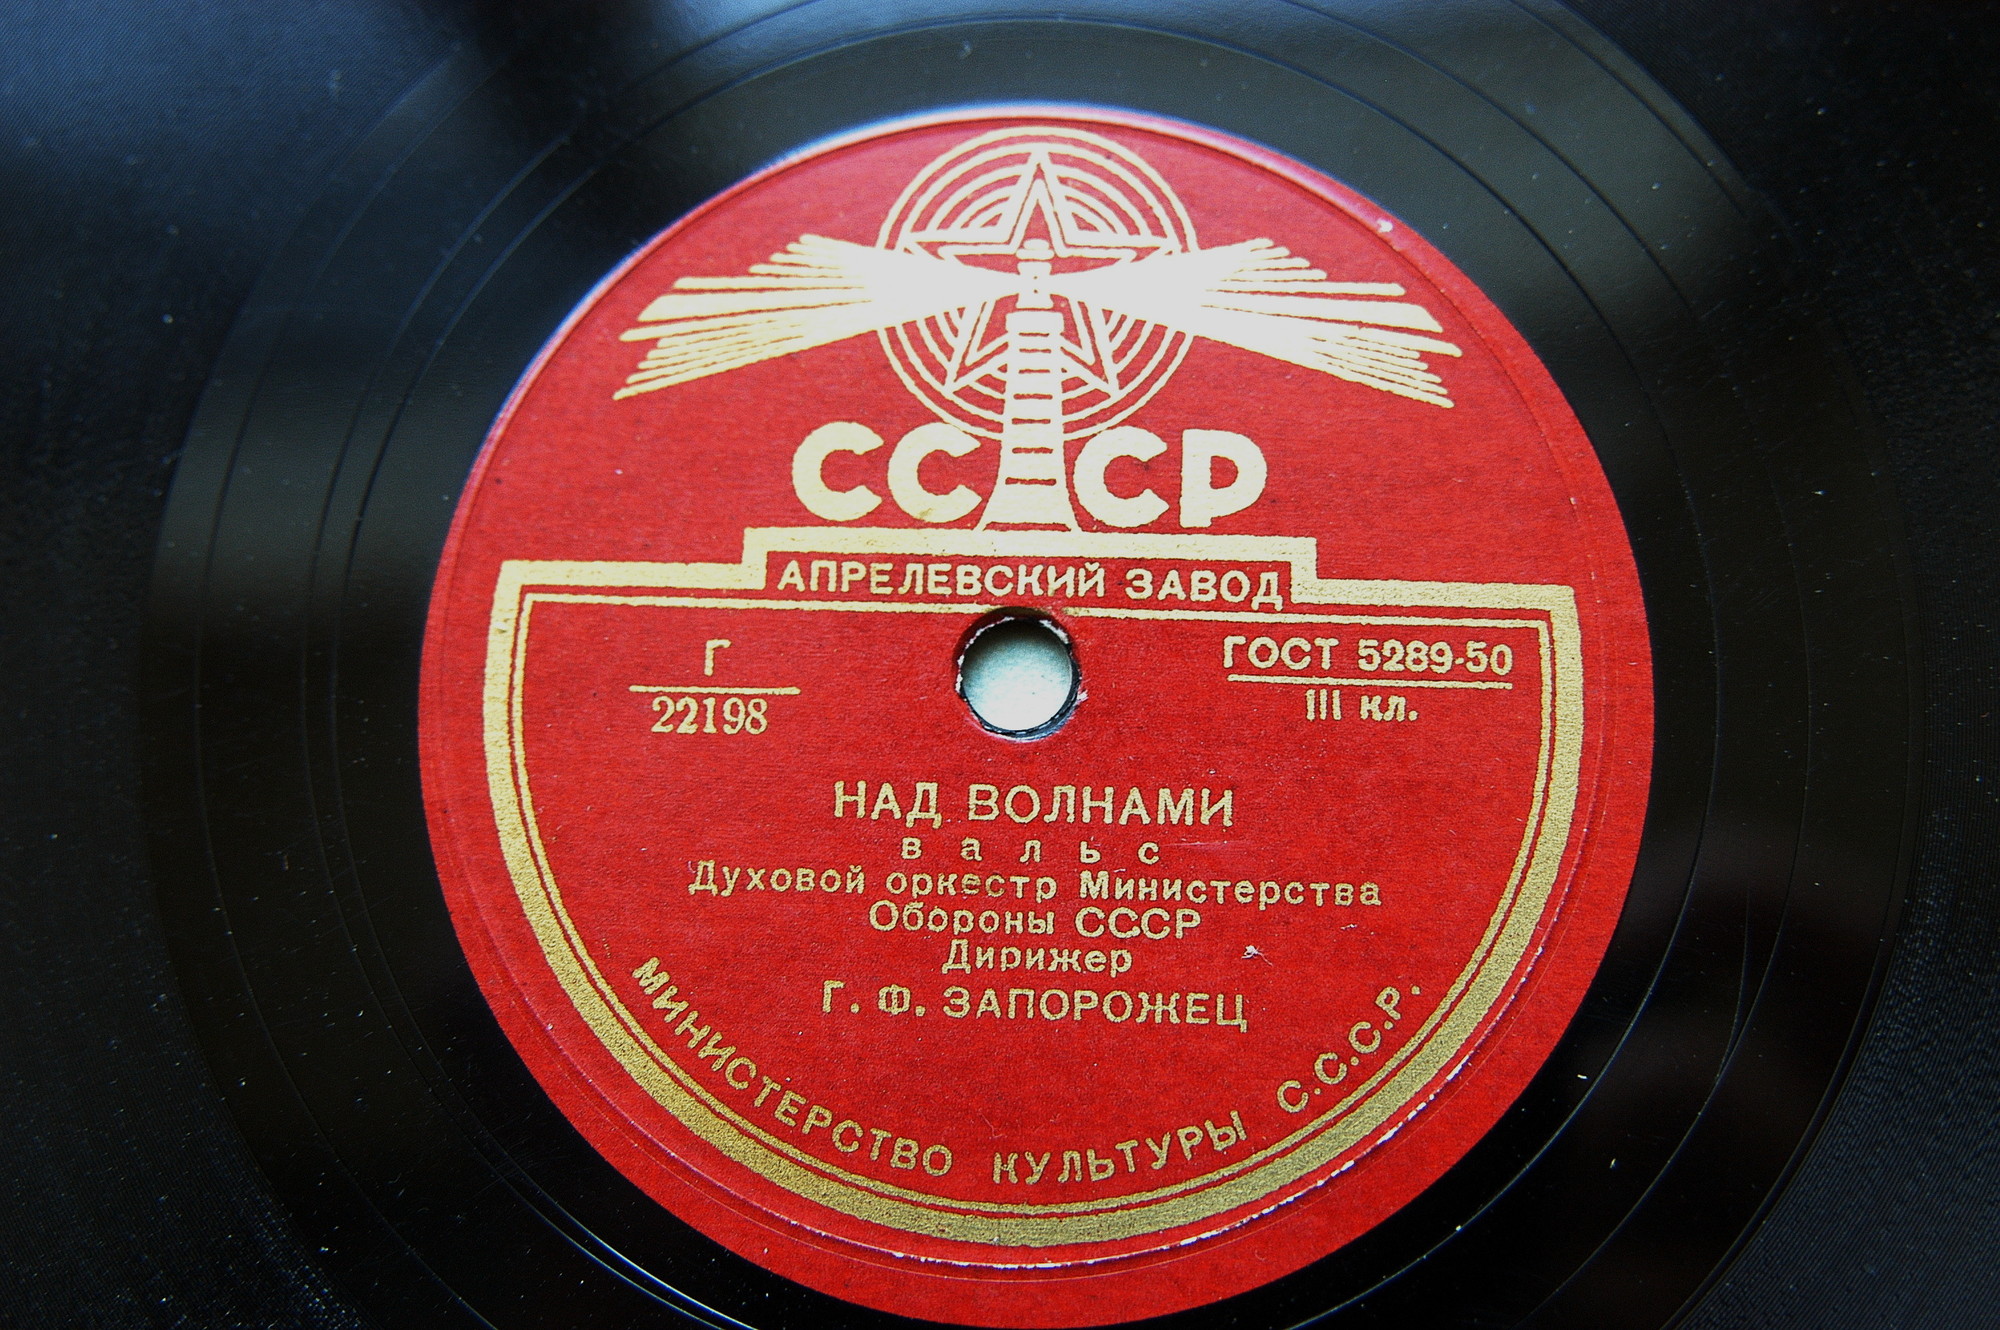 СССР
АПРЕЛЕВСКИЙ ЗАВОД
Г
22198
ГОСТ 5289-50
III кл.
НАД ВОЛНАМИ
вальс
Духовой оркестр Министерства
Обороны СССР
Дирижер
Г. Ф. ЗАПОРОЖЕЦ
МИНИСТЕРСТВО КУЛЬТУРЫ С.С.С.Р.